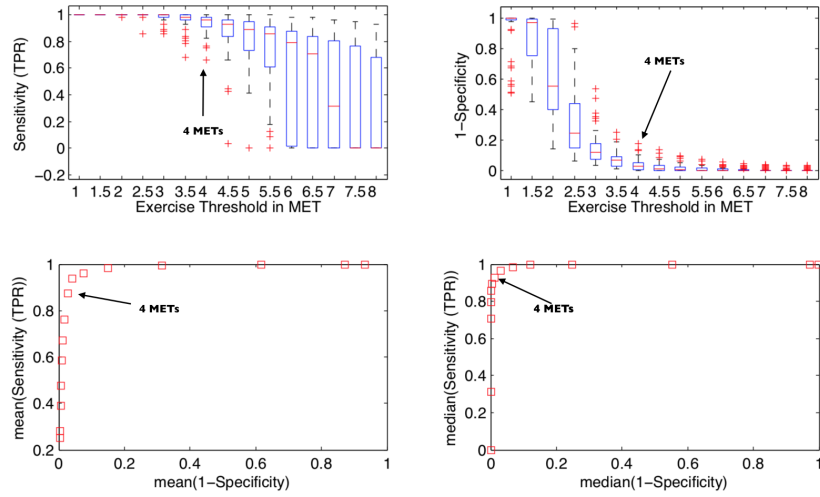 Sensitivity (TPR)
1
0.8
0.6
0.4
0.2
0
−0.2
4 METs
1 1.5 2 2.5 3 3.5 4 4.5 5 5.5 6 6.5 7 7.5 8
Exercise Threshold in MET
1−Specificity
1
0.8
0.6
0.4
0.2
0
4 METs
1 1.5 2 2.5 3 3.5 4 4.5 5 5.5 6 6.5 7 7.5 8
Exercise Threshold in MET
mean(Sensitivity (TPR))
1
0.8
0.6
0.4
0.2
4 METs
0 0.2 0.4 0.6 0.8 1
mean(1−Specificity)
median(Sensitivity (TPR))
1
0.8
0.6
0.4
0.2
0
4 METs
0 0.2 0.4 0.6 0.8 1
median(1−Specificity)